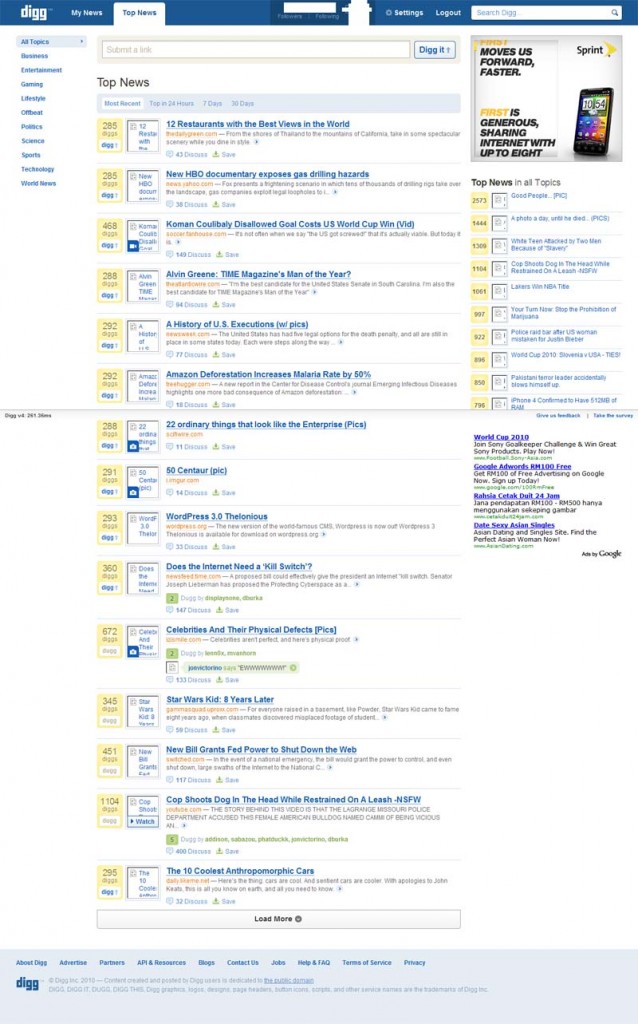 digg
My News
Top News
Followers
Following
Settings
Logout
Search Digg...
All Topics
Business
Entertainment
Gaming
Lifestyle
Offbeat
Politics
Science
Sports
Technology
World News
Submit a link
Digg it
Top News
Most Recent Top in 24 Hours 7 Days 30 Days
285 diggs
digg
12 Restaurants with the Best Views in the World
thedailygreen.com — From the shores of Thailand to the mountains of California, take in some spectacular
scenery while you dine in style.
43 Discuss Save
285 diggs
digg
New HBO documentary exposes gas drilling hazards
news.yahoo.com — For presents a frightening scenario in which tens of thousands of drilling rigs take over
the landscape, gas companies exploit legal loopholes to i...
38 Discuss Save
468 diggs
digg
Koman Coulibaly Disallowed Goal Costs US World Cup Win (Vid)
soccer.fanhouse.com — It's not often when we say "the US got screwed" that it's actually viable. But today it
is.
149 Discuss Save
288 diggs
digg
Alvin Greene: TIME Magazine's Man of the Year?
theatlanticwire.com — "I'm the best candidate for the United States Senate in South Carolina. I'm also the
best candidate for TIME Magazine's Man of the Year"
94 Discuss Save
292 diggs
digg
A History of U.S. Executions (w/ pics)
newsweek.com — The United States has had five legal options for the death penalty, and all are still in
place in some states today. Each were steps along the way...
77 Discuss Save
292 diggs
digg
Amazon Deforestation Increases Malaria Rate by 50%
treehugger.com — A new report in the Center for Disease Control's journal Emerging Infectious Diseases
highlights one more bad consequence of Amazon deforestation: ...
18 Discuss Save
Digg v4: 261.36ms
Give us feedback | Take the survey
288 diggs
digg
22 ordinary things that look like the Enterprise (Pics)
11 Discuss Save
291 diggs
digg
50 Centaur (pic)
i.imgur.com
14 Discuss Save
293 diggs
digg
WordPress 3.0 Thelonious
wordpress.org — The new version of the world-famous CMS, Wordpress is now out! Wordpress 3
Thelonious is available for download on wordpress.org
33 Discuss Save
360 diggs
digg
Does the Internet Need a 'Kill Switch'?
newsfeed.time.com — A proposed bill could effectively give the president an Internet "kill switch. Senator
Joseph Lieberman has proposed the Protecting Cyberspace as a...
2 Dugg by displaynone, dburka
147 Discuss Save
672 diggs
dugg
Celebrities And Their Physical Defects [Pics]
— Celebrities aren't perfect, and here's physical proof.
2 Dugg by leen0x, mvanhorn
jonvictorino says "EWWWWWWW!"
133 Discuss Save
345 diggs
dugg
Star Wars Kid: 8 Years Later
gammasquad.uproxx.com — For everyone raised in a basement, like Powder, Star Wars Kid came to fame
eight years ago, when classmates discovered misplaced footage of student...
59 Discuss Save
451 diggs
dugg
New Bill Grants Fed Power to Shut Down the Web
switched.com — In the event of a national emergency, the bill would grant the power to control, and even
shut down, large swaths of the Internet to the National C...
117 Discuss Save
1104 diggs
dugg
Watch
Cop Shoots Dog In The Head While Restrained On A Leash -NSFW
youtube.com — THE STORY BEHIND THIS VIDEO IS THAT THE LAGRANGE MISSOURI POLICE
DEPARTMENT ACCUSED THIS FEMALE AMERICAN BULLDOG NAMED CAMMI OF BEING VICIOUS
AN...
5 Dugg by addison, sabazou, phatduckk, jonvictorino, dburka
400 Discuss Save
295 diggs
digg
The 10 Coolest Anthropomorphic Cars
daily.likeme.net — Here's the thing: cars are cool. And sentient cars are cooler. With apologies to John
Keats, this is all you know on earth, and all you need to know.
32 Discuss Save
Load More
FIRST
MOVES US
FORWARD,
FASTER.
FIRST IS
GENEROUS,
SHARING
INTERNET WITH
UP TO EIGHT
Sprint
Top News in all Topics
2573 Good People... [PIC]
1444 A photo a day, until he died... (PICS)
1309 White Teen Attacked by Two Men
Because of "Slavery"
1104 Cop Shoots Dog In The Head While
Restrained On A Leash -NSFW
1001 Lakers Win NBA Title
997 Your Turn Now: Stop the Prohibition of
Marijuana
922 Police raid bar after US woman
mistaken for Justin Bieber
896 World Cup 2010: Slovenia v USA - TIES!
850 Pakistani terror leader accidentally
blows himself up.
796 iPhone 4 Confirmed to Have 512MB of
RAM
World Cup 2010
Join Sony Goalkeeper Challenge & Win Great
Sony Products. Play Now!
www.Football.Sony-Asia.com
Google Adwords RM100 Free
Get RM100 of Free Advertising on Google
Now. Sign up Today!
www.google.com/100RmFree
Rahsia Cetak Duit 24 Jam
Jana pendapatan RM100 - RM500 hanya
menggunakan sekeping gambar
www.cetakduit24jam.com
Date Sexy Asian Singles
Asian Dating and Singles Site. Find the
Perfect Asian Woman Now!
www.AsianDating.com
Ads by Google
About Digg Advertise Partners API & Resources Blogs Contact Us Jobs Help & FAQ Terms of Service Privacy
digg
© Digg Inc. 2010 — Content created and posted by Digg users is dedicated to the public domain.
DIGG, DIGG IT, DUGG, DIGG THIS, Digg graphics, logos, designs, page headers, button icons, scripts, and other service names are the trademarks of Digg Inc.